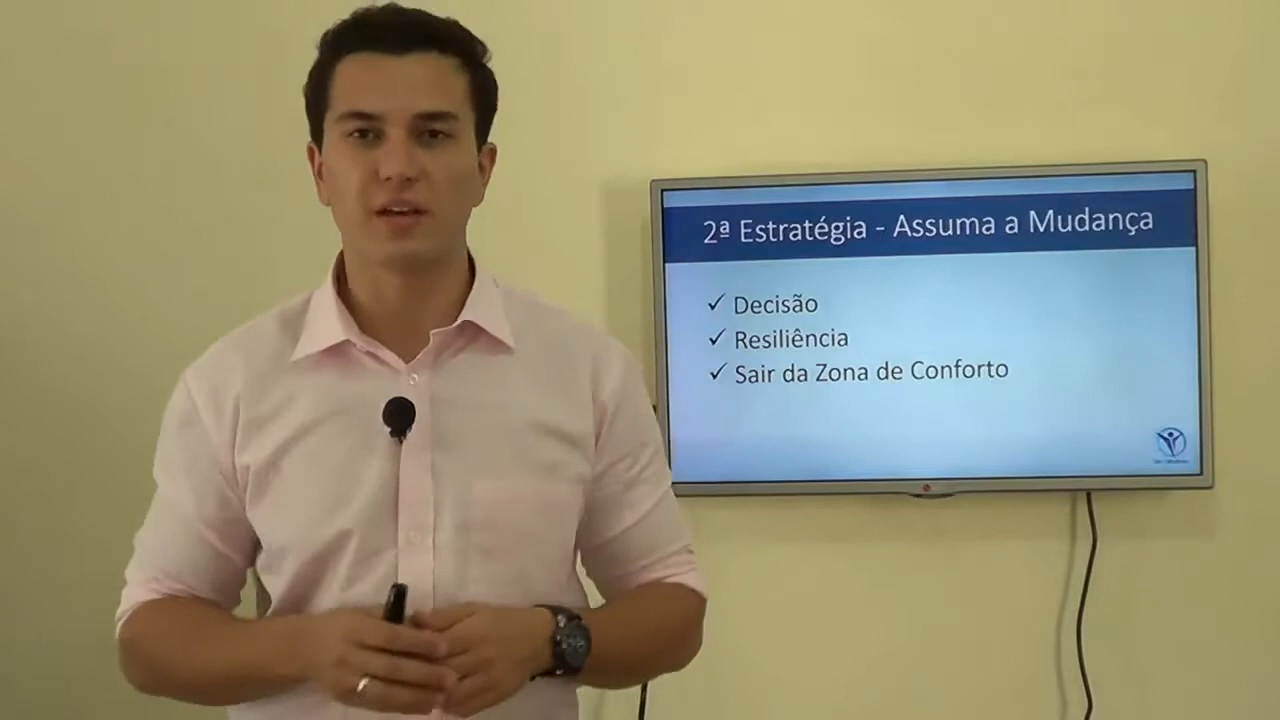 2ª Estratégia - Assuma a Mudança
✓ Decisão
✓ Resiliência
✓ Sair da Zona de Conforto